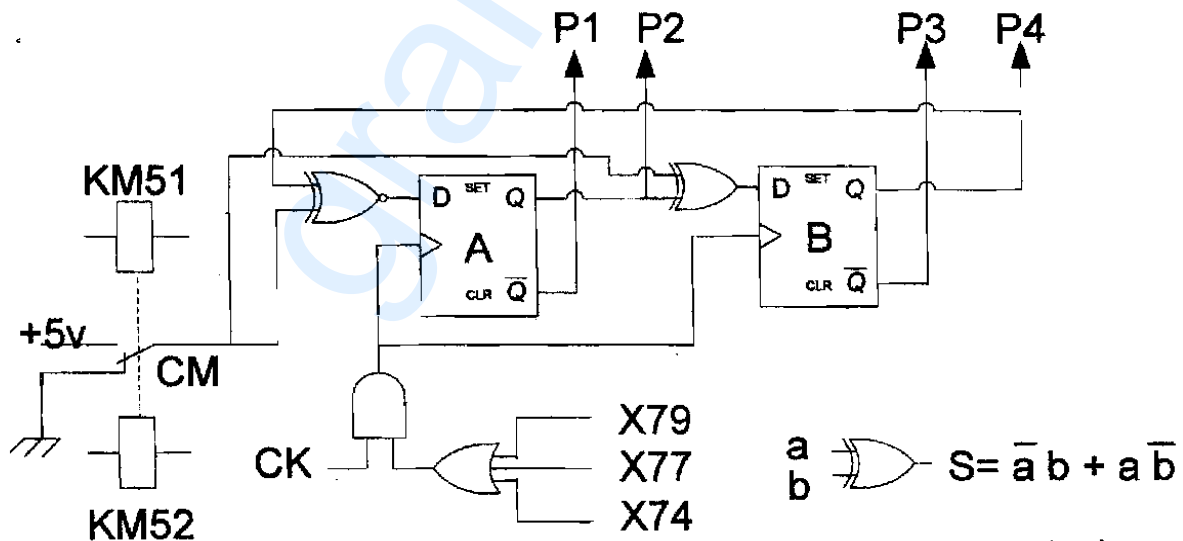 P1 P2 P3 P4
KM51
D SET Q
A
CLR Q̅
D SET Q
B
CLR Q̅
+5v
CM
KM52
CK
X79
X77
X74
a
b
S= a̅ b + a b̅